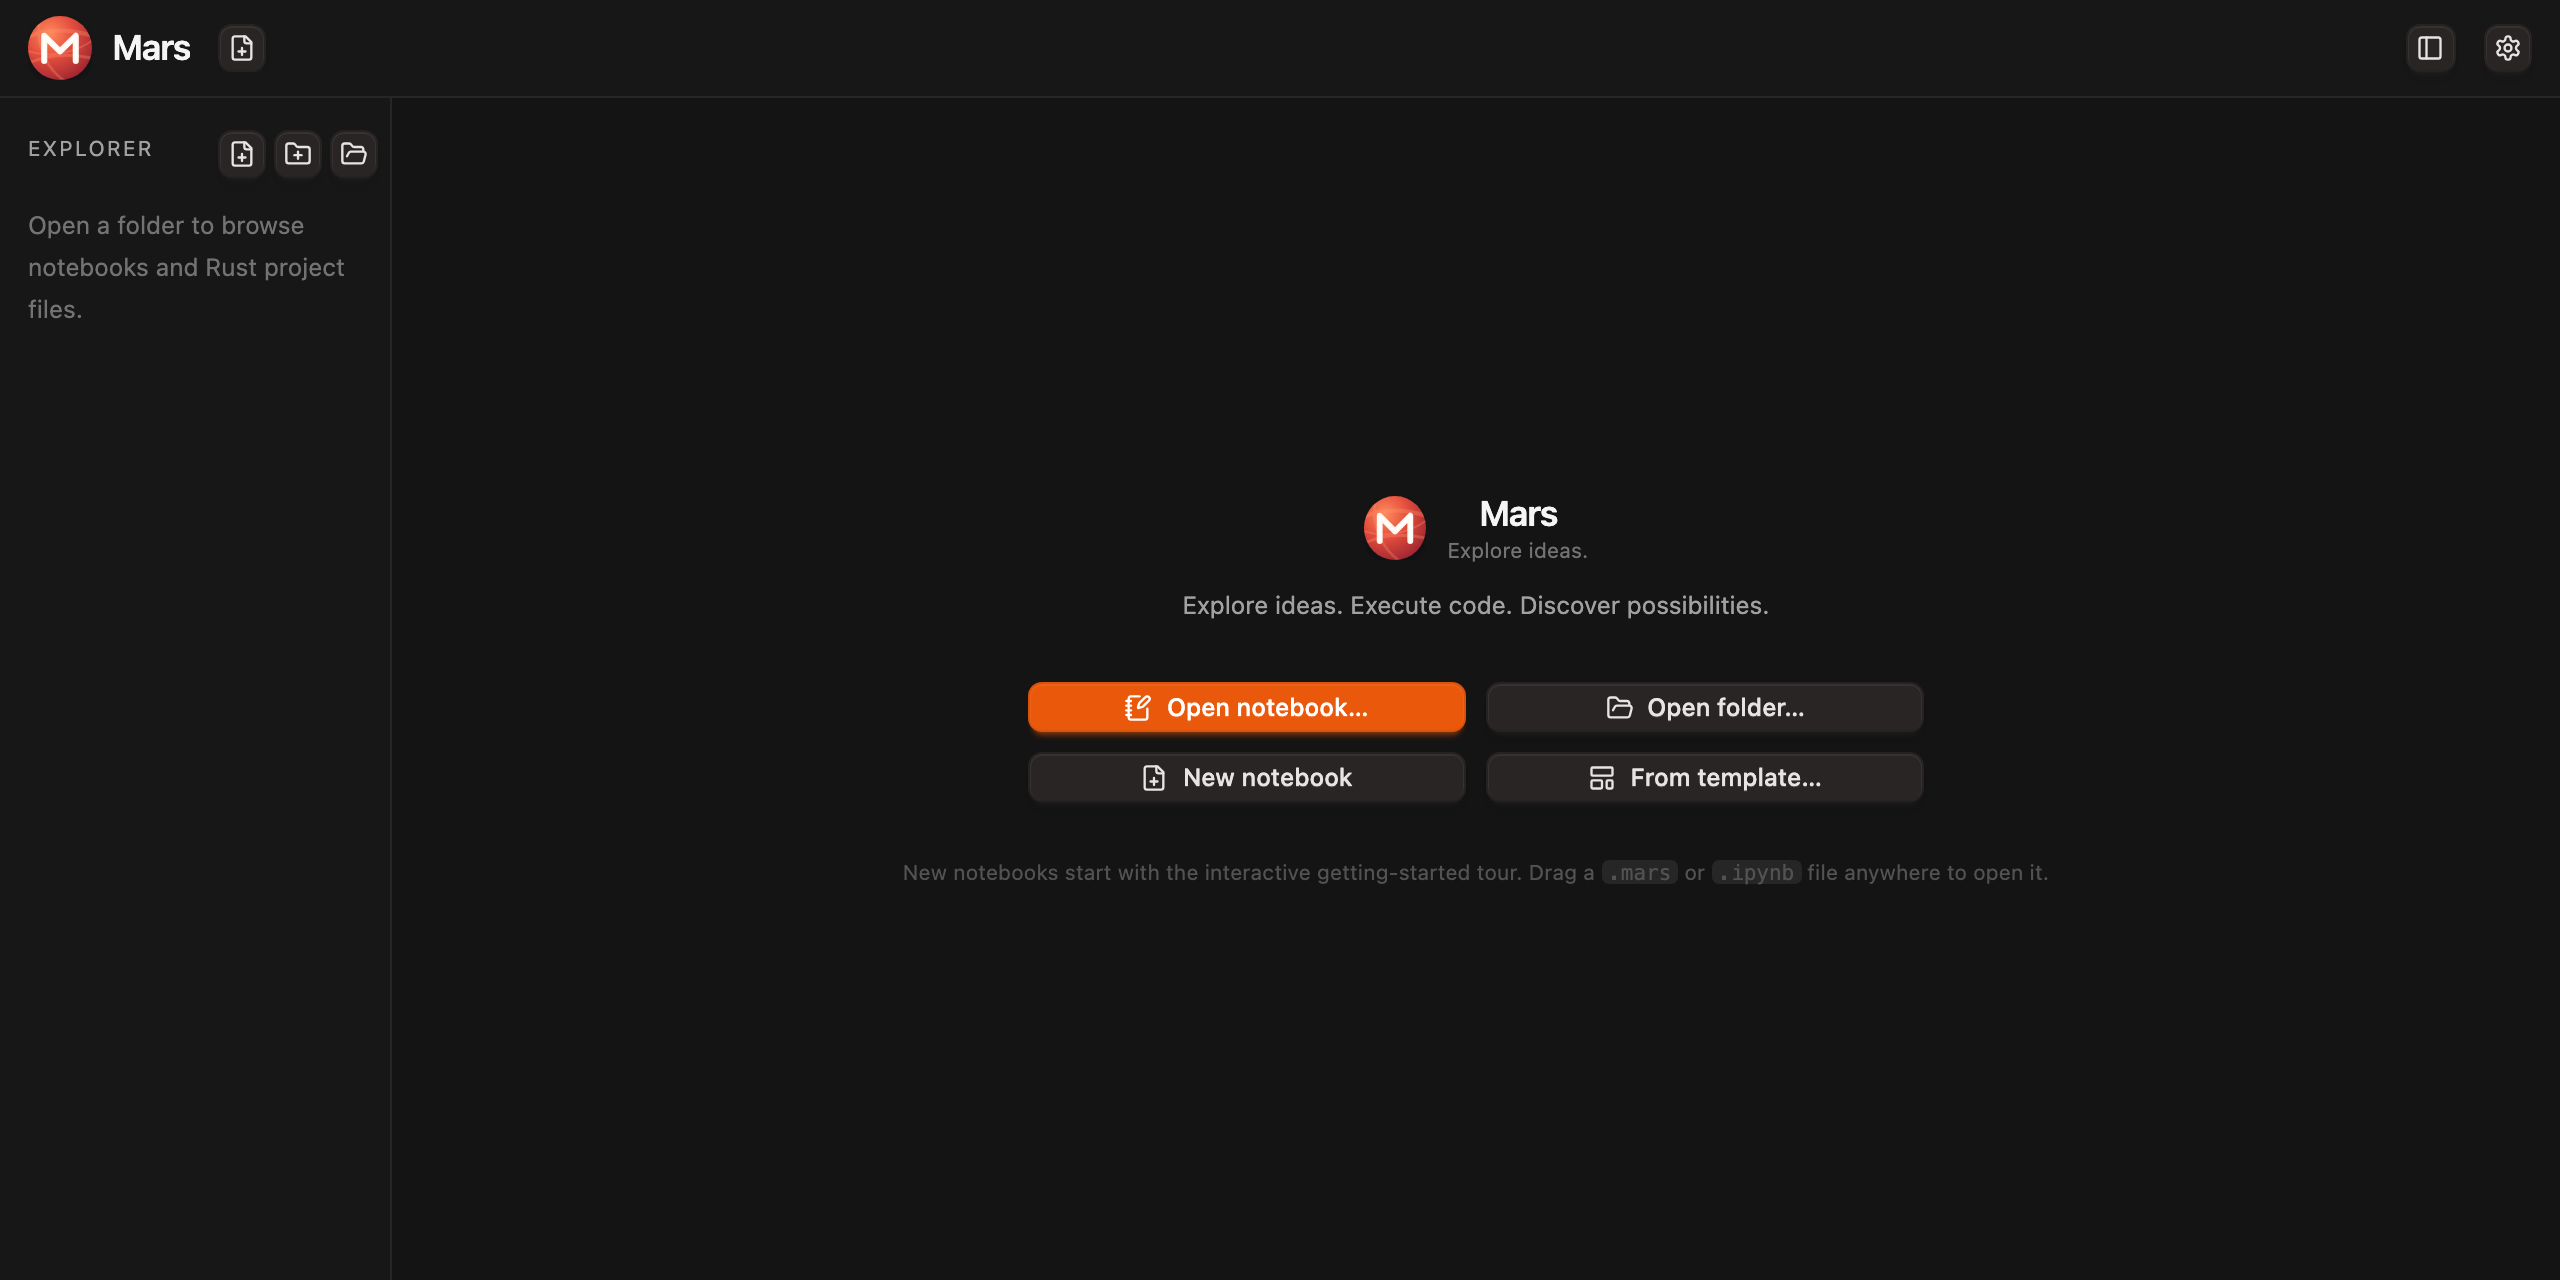 Mars
EXPLORER
Open a folder to browse
notebooks and Rust project
files.
Mars
Explore ideas.
Explore ideas. Execute code. Discover possibilities.
Open notebook...
Open folder...
New notebook
From template...
New notebooks start with the interactive getting-started tour. Drag a .mars or .ipynb file anywhere to open it.